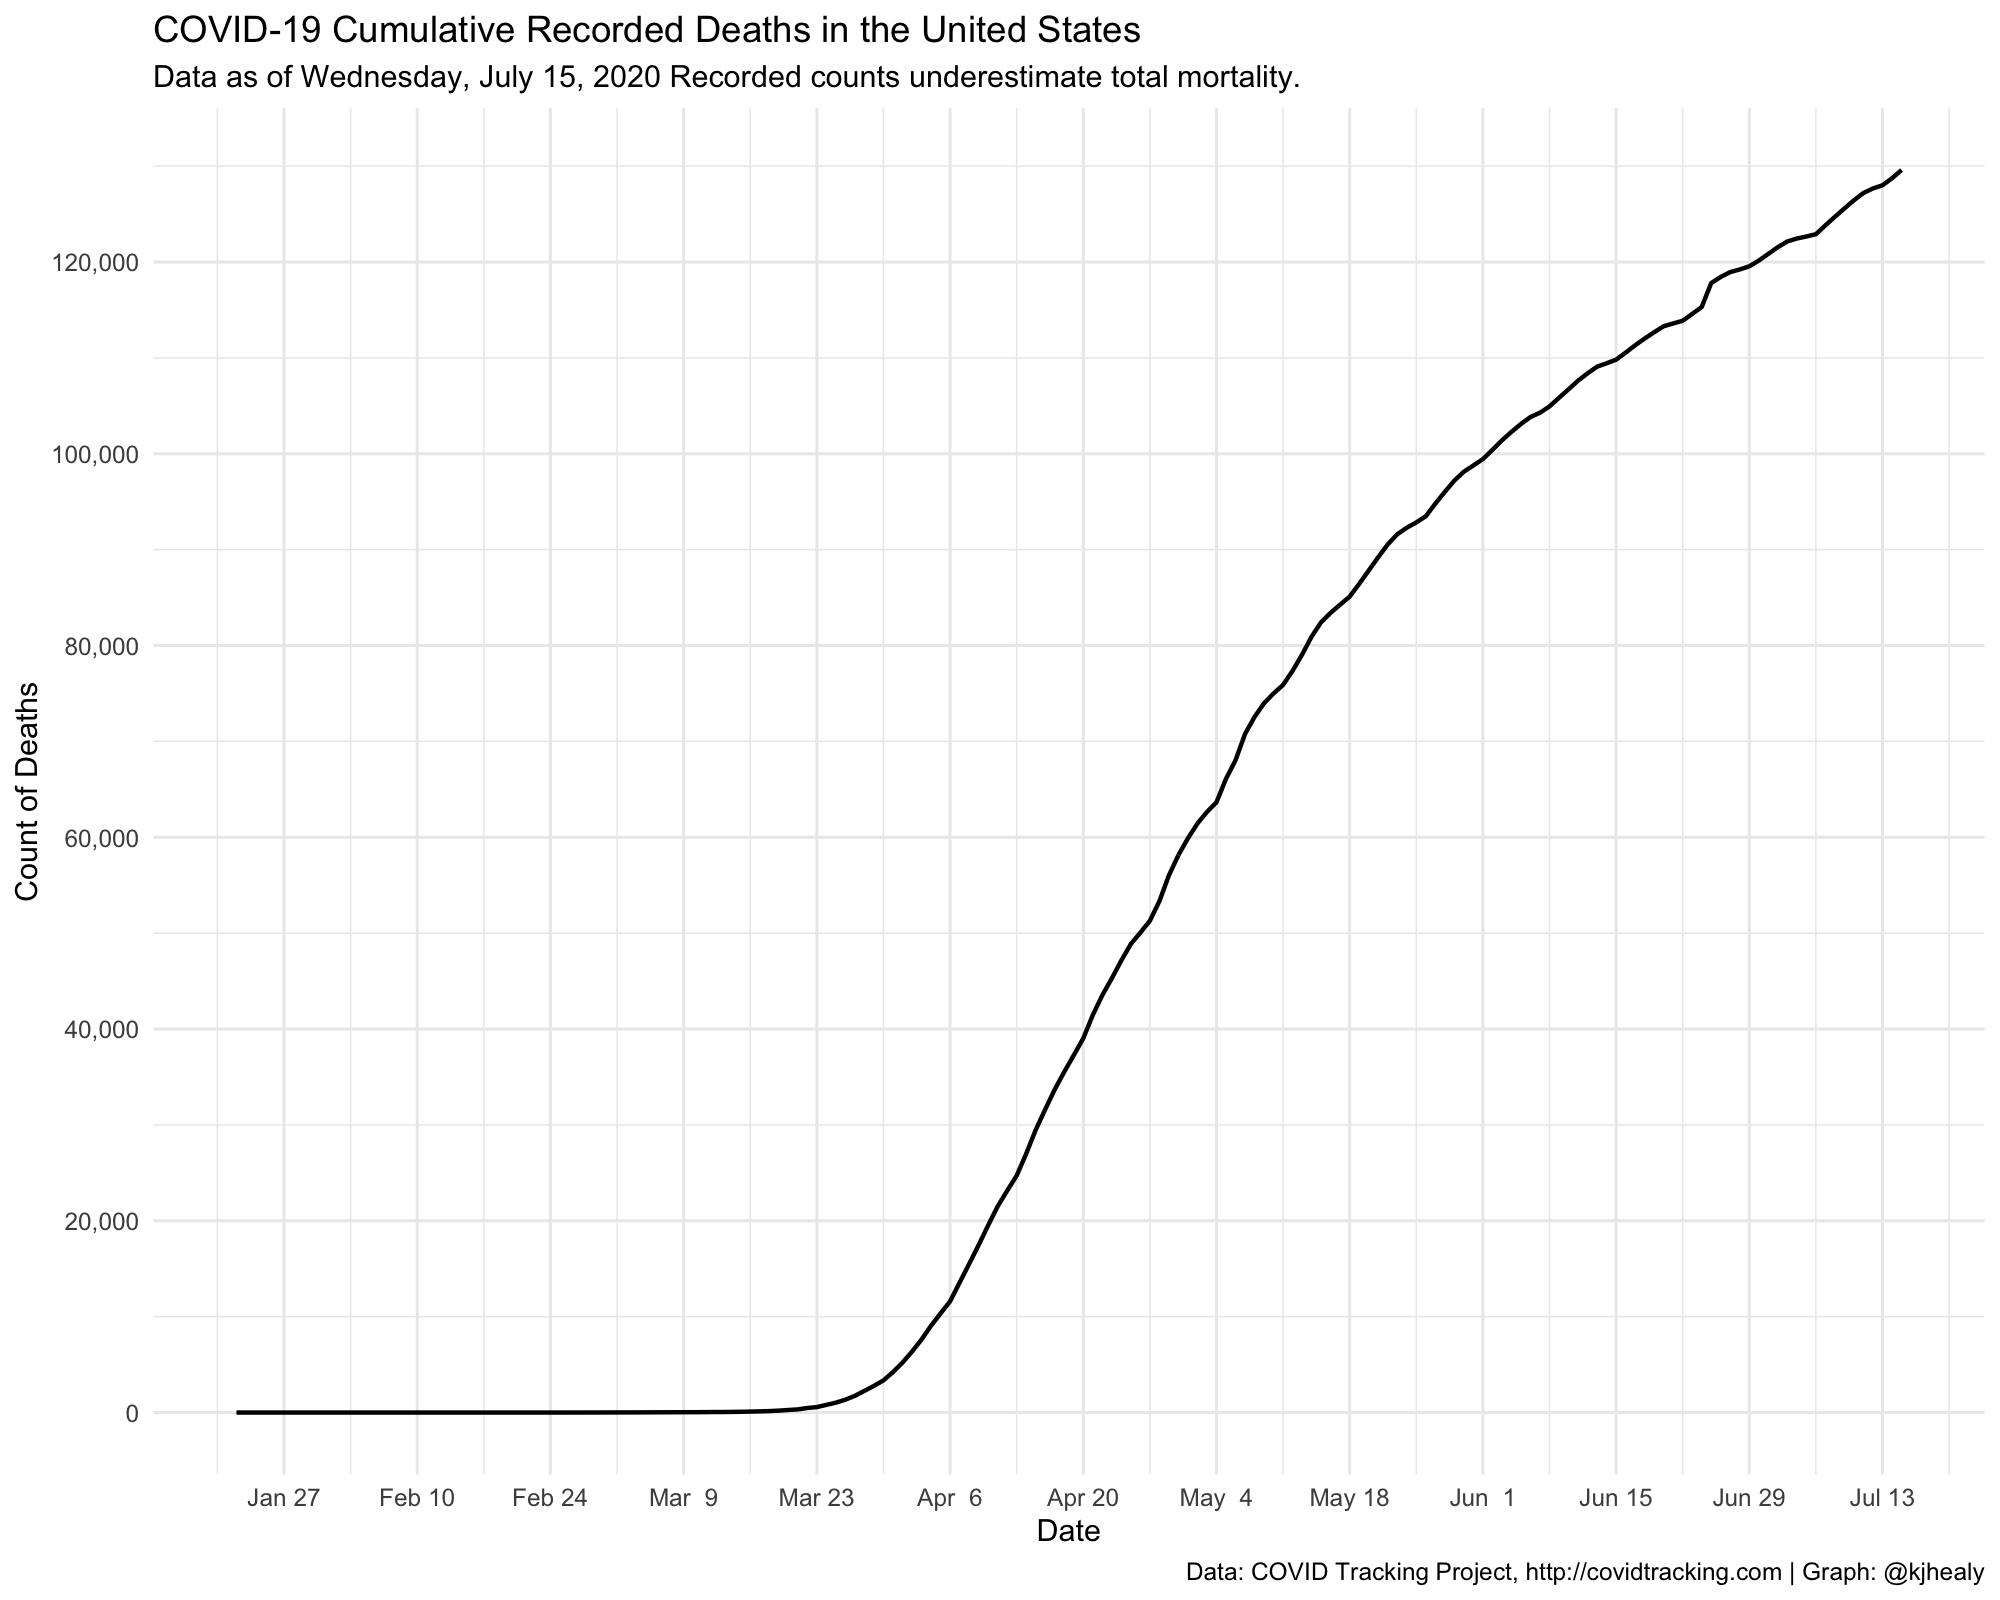 COVID-19 Cumulative Recorded Deaths in the United States
Data as of Wednesday, July 15, 2020 Recorded counts underestimate total mortality.
120,000
100,000
80,000
60,000
40,000
20,000
0
Count of Deaths
Jan 27 Feb 10 Feb 24 Mar  9 Mar 23 Apr  6 Apr 20 May  4 May 18 Jun  1 Jun 15 Jun 29 Jul 13
Date
Data: COVID Tracking Project, http://covidtracking.com | Graph: @kjhealy